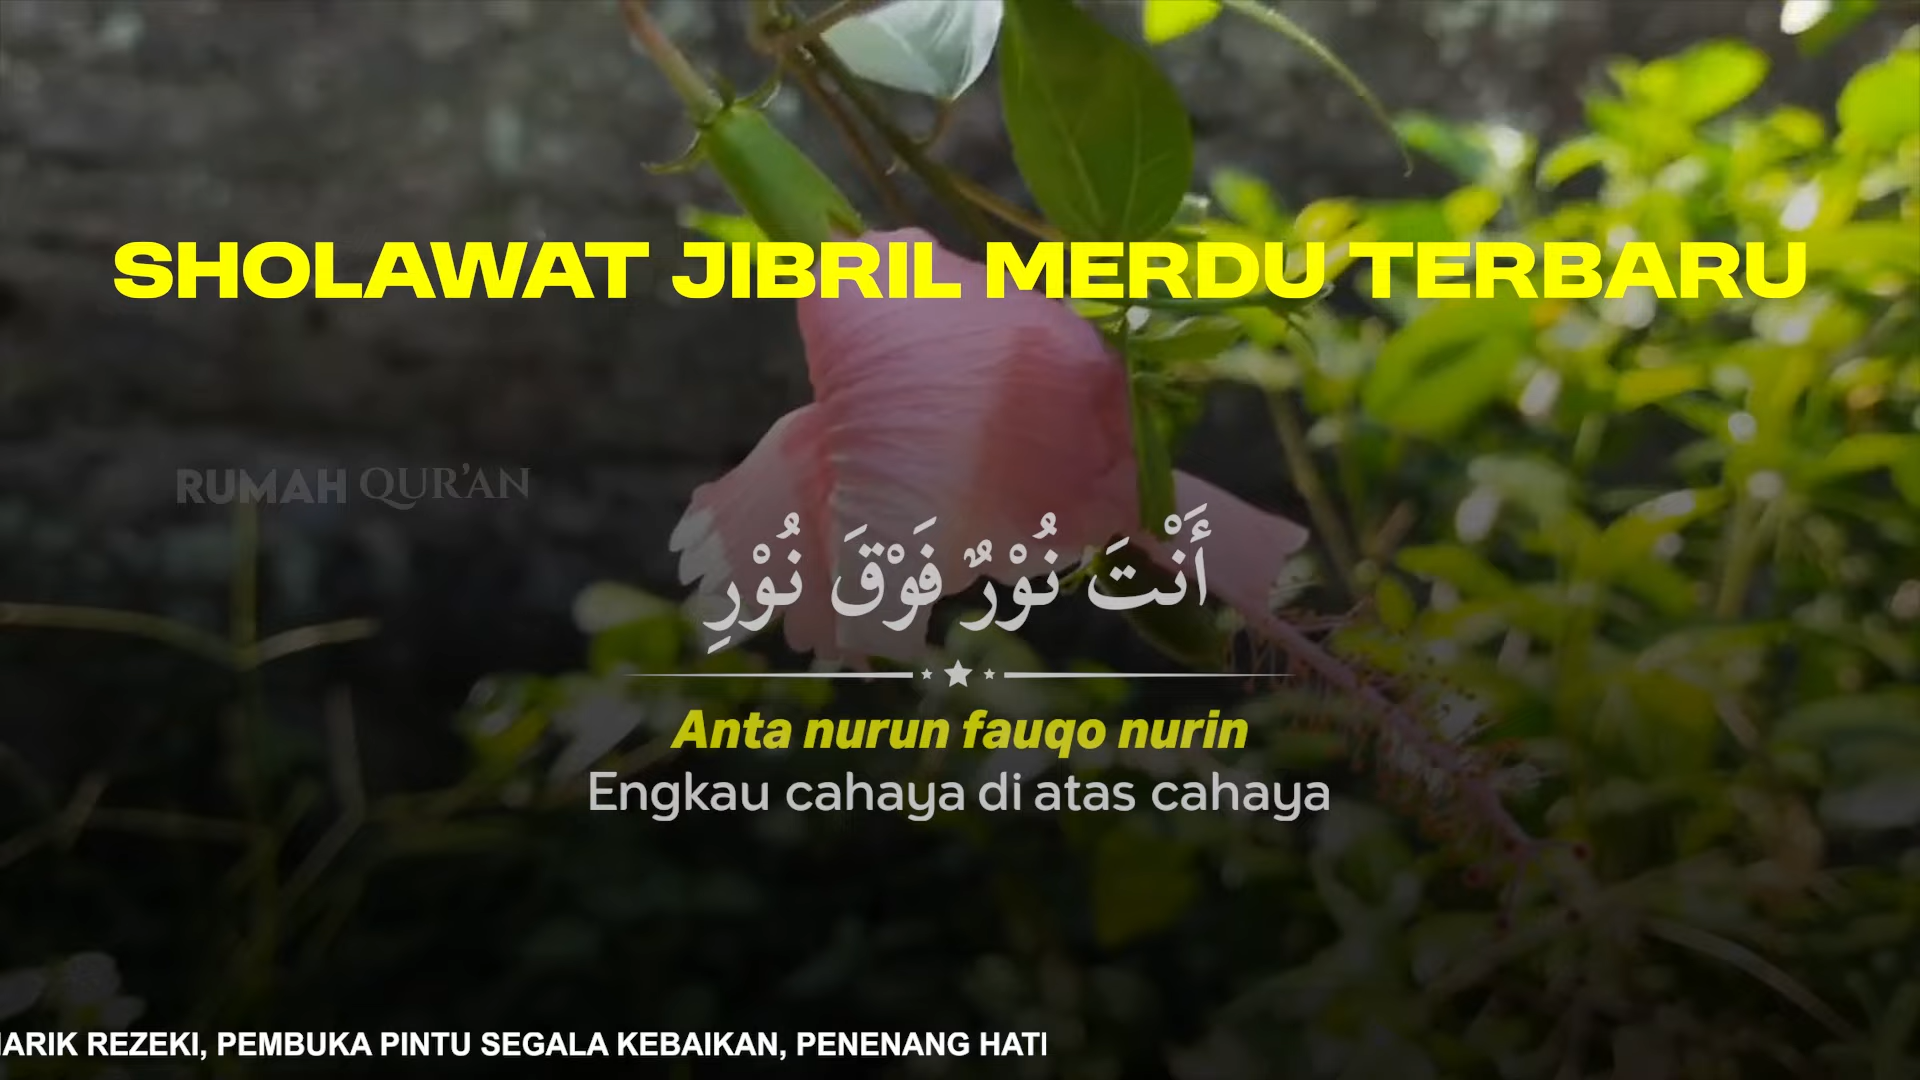 SHOLAWAT JIBRIL MERDU TERBARU
RUMAH QUR'AN
أَنْتَ نُوْرٌ فَوْقَ نُوْرِ
Anta nurun fauqo nurin
Engkau cahaya di atas cahaya
REZEKI, PEMBUKA PINTU SEGALA KEBAIKAN, PENENANG HATI